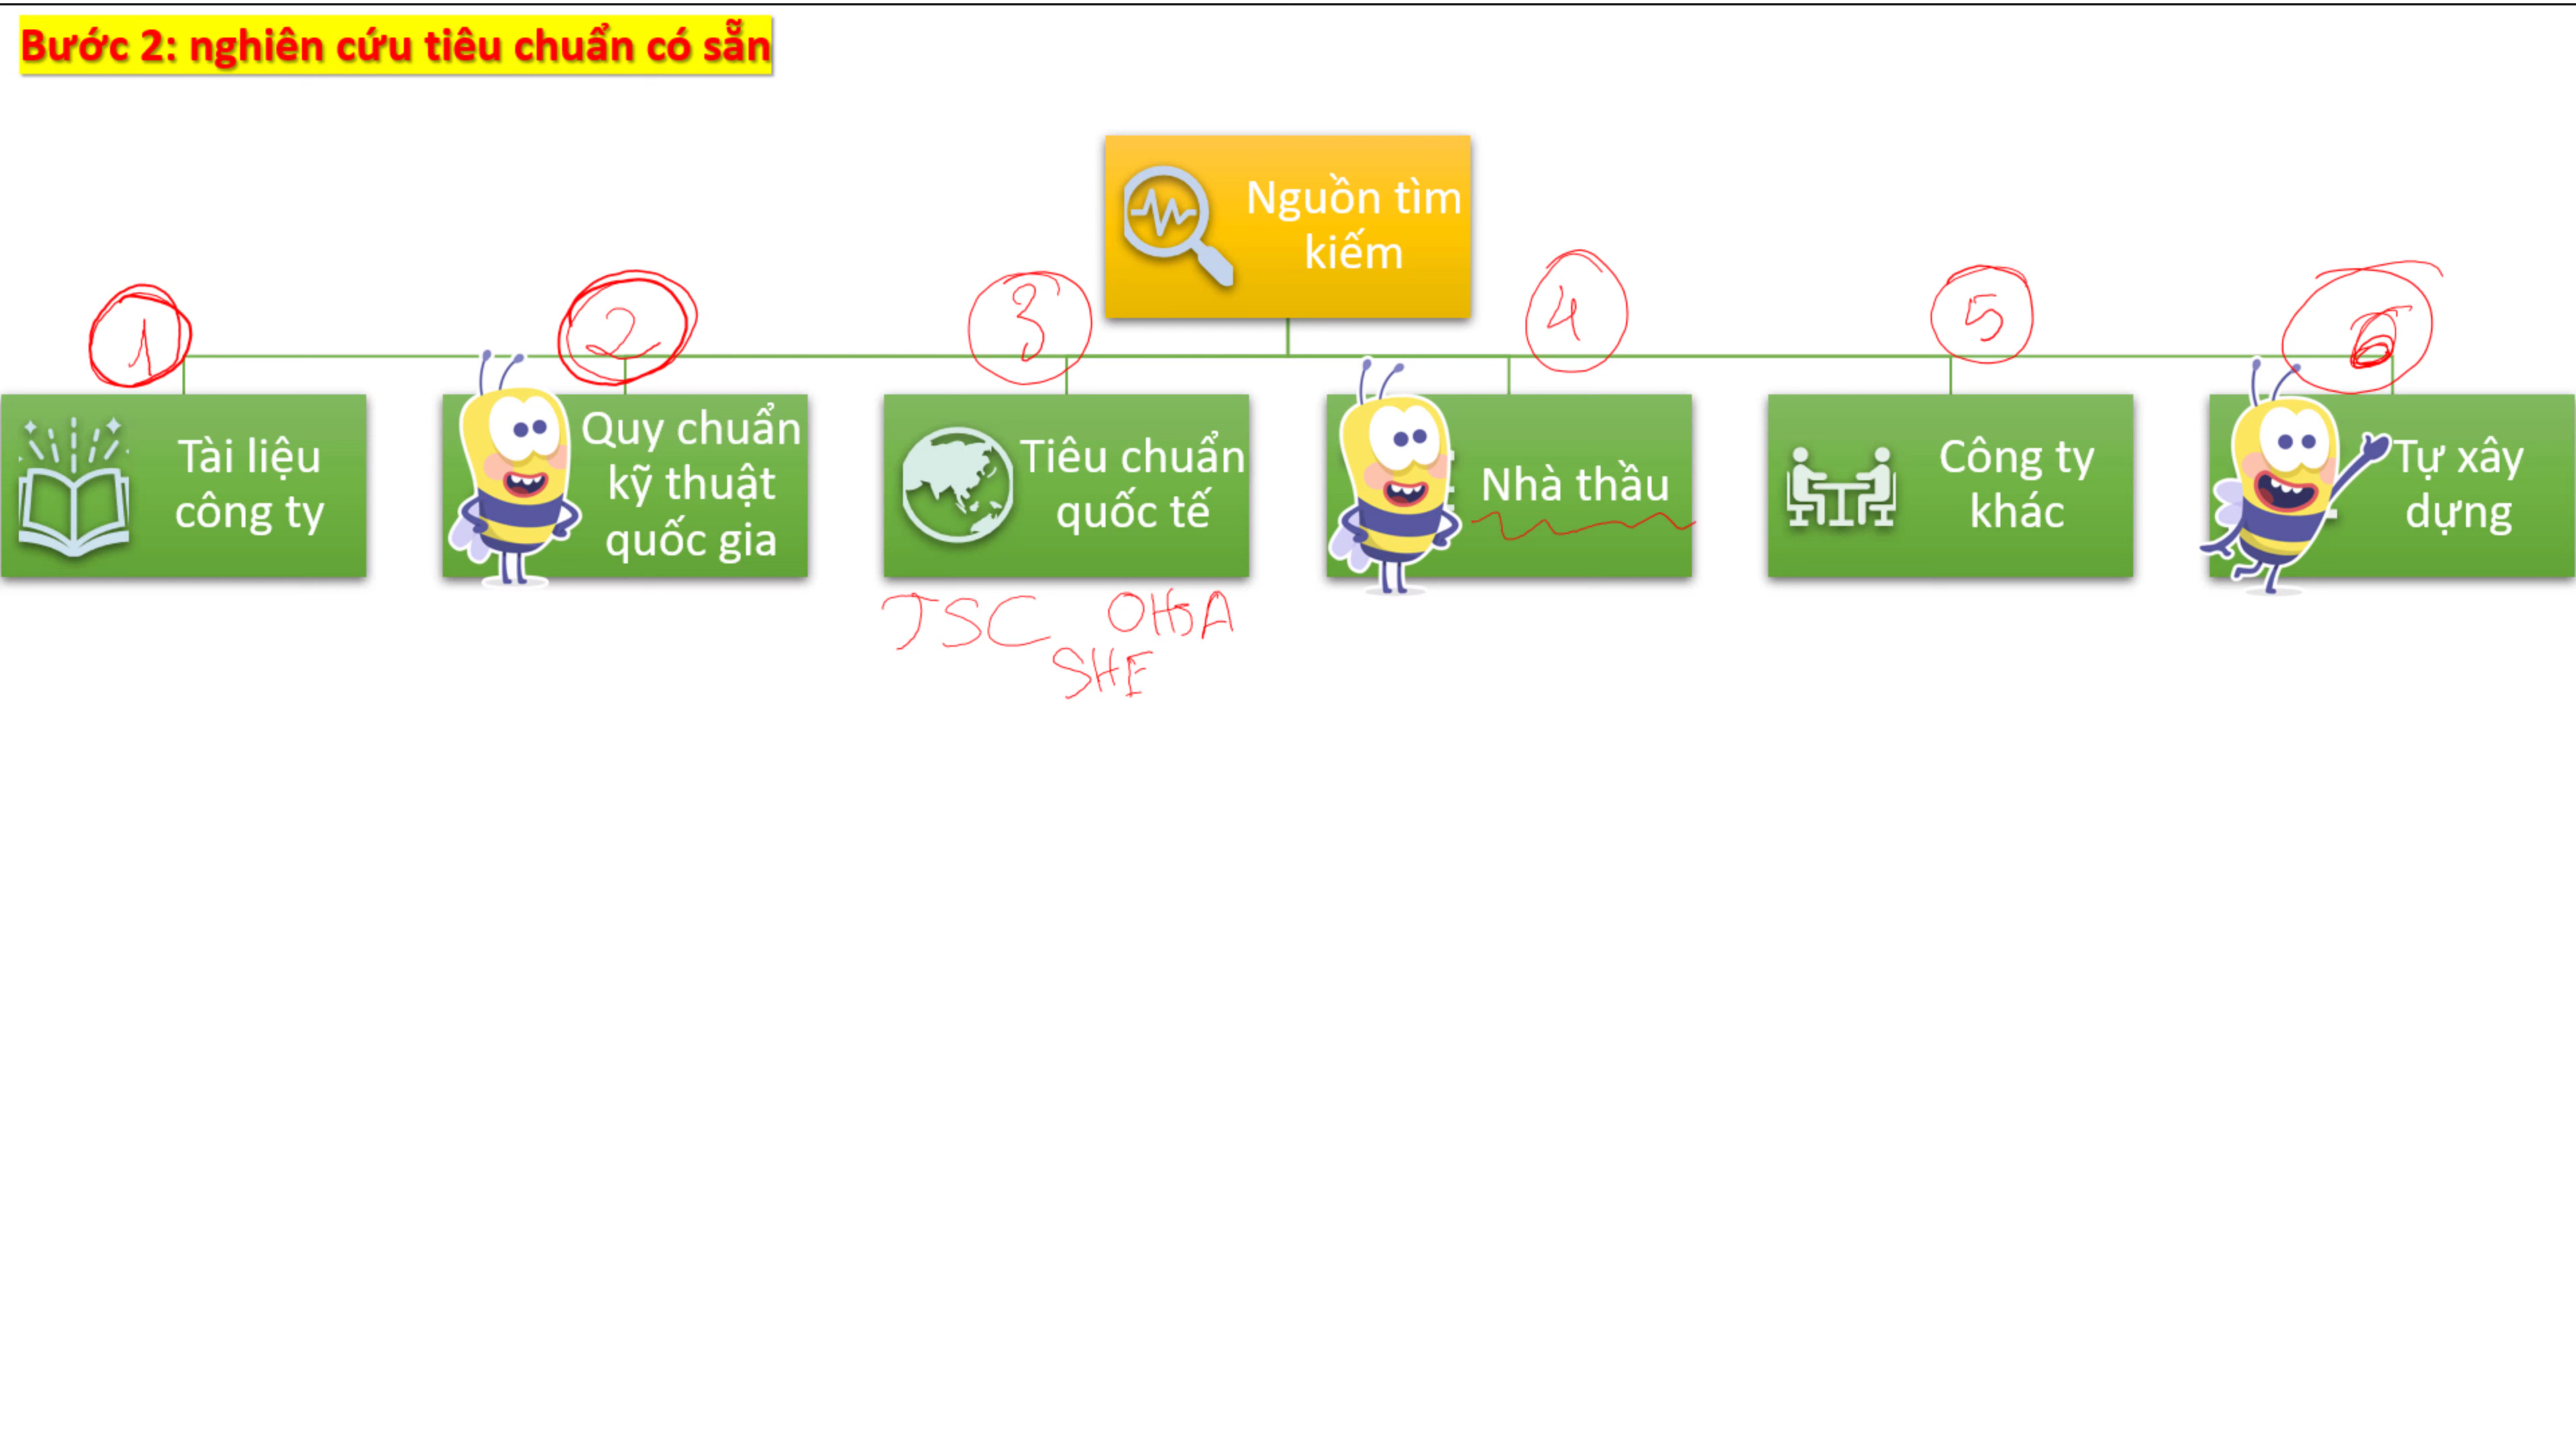 Bước 2: nghiên cứu tiêu chuẩn có sẵn
Nguồn tìm
kiếm
1
2
3
4
5
6
Tài liệu
công ty
Quy chuẩn
kỹ thuật
quốc gia
Tiêu chuẩn
quốc tế
Nhà thầu
Công ty
khác
Tự xây
dựng
JSC OHSA
SHE